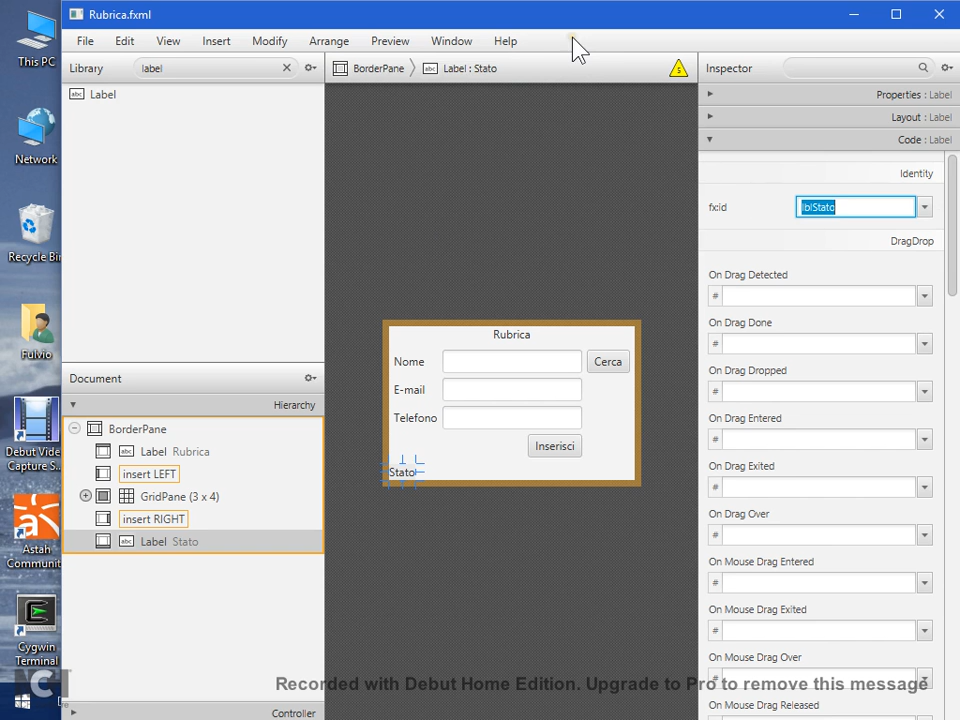 Rubrica.fxml
File Edit View Insert Modify Arrange Preview Window Help
This PC
Network
Recycle Bin
Fulvio
Debut Video
Capture S...
Astah
Communit
Cygwin
Terminal
Library
label
Label
BorderPane
Label : Stato
5
Inspector
Properties : Label
Layout : Label
Code : Label
Identity
fx:id
lblStato
DragDrop
On Drag Detected
#
On Drag Done
#
On Drag Dropped
#
On Drag Entered
#
On Drag Exited
#
On Drag Over
#
On Mouse Drag Entered
#
On Mouse Drag Exited
#
On Mouse Drag Over
#
On Mouse Drag Released
Rubrica
Nome
Cerca
E-mail
Telefono
Inserisci
Stato
Document
Hierarchy
BorderPane
abc Label Rubrica
insert LEFT
GridPane (3 x 4)
insert RIGHT
abc Label Stato
Controller
Recorded with Debut Home Edition. Upgrade to Pro to remove this message